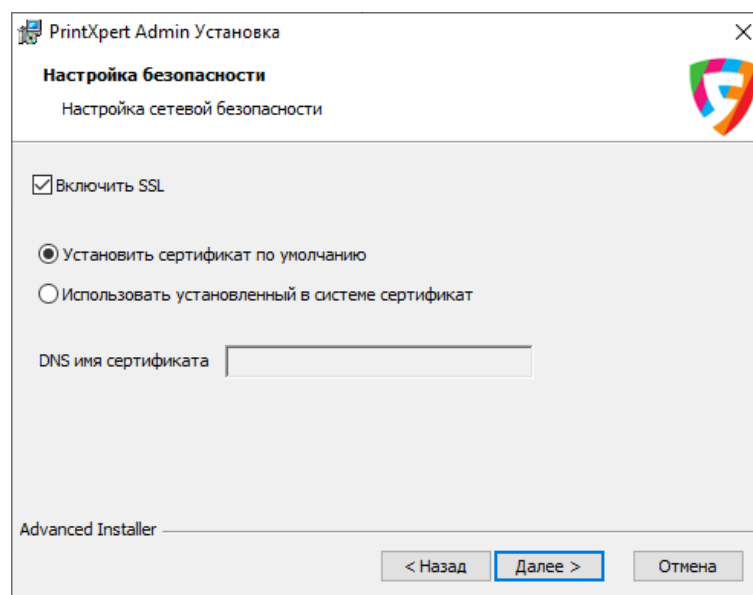 PrintXpert Admin Установка
Настройка безопасности
Настройка сетевой безопасности
Включить SSL
Установить сертификат по умолчанию
Использовать установленный в системе сертификат
DNS имя сертификата
Advanced Installer
< Назад Далее > Отмена